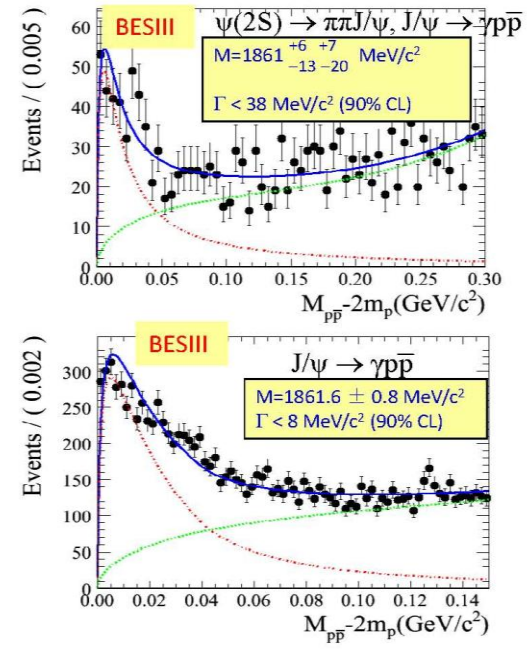 BESIII
ψ(2S) → ππJ/ψ, J/ψ → γpp̅
M=1861 +6 −13 +7 −20 MeV/c²
Γ < 38 MeV/c² (90% CL)
Events / ( 0.005 )
60
50
40
30
20
10
0
0.00 0.05 0.10 0.15 0.20 0.25 0.30
Mpp̅-2mp(GeV/c²)
BESIII
J/ψ → γpp̅
M=1861.6 ± 0.8 MeV/c²
Γ < 8 MeV/c² (90% CL)
Events / ( 0.002 )
300
250
200
150
100
50
0
0.00 0.02 0.04 0.06 0.08 0.10 0.12 0.14
Mpp̅-2mp(GeV/c²)